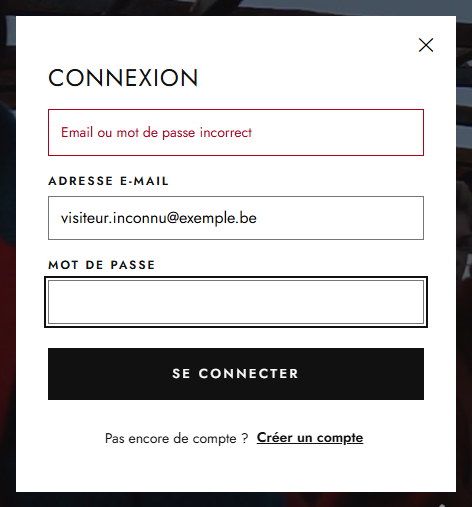 CONNEXION
Email ou mot de passe incorrect
ADRESSE E-MAIL
visiteur.inconnu@exemple.be
MOT DE PASSE
SE CONNECTER
Pas encore de compte ? Créer un compte